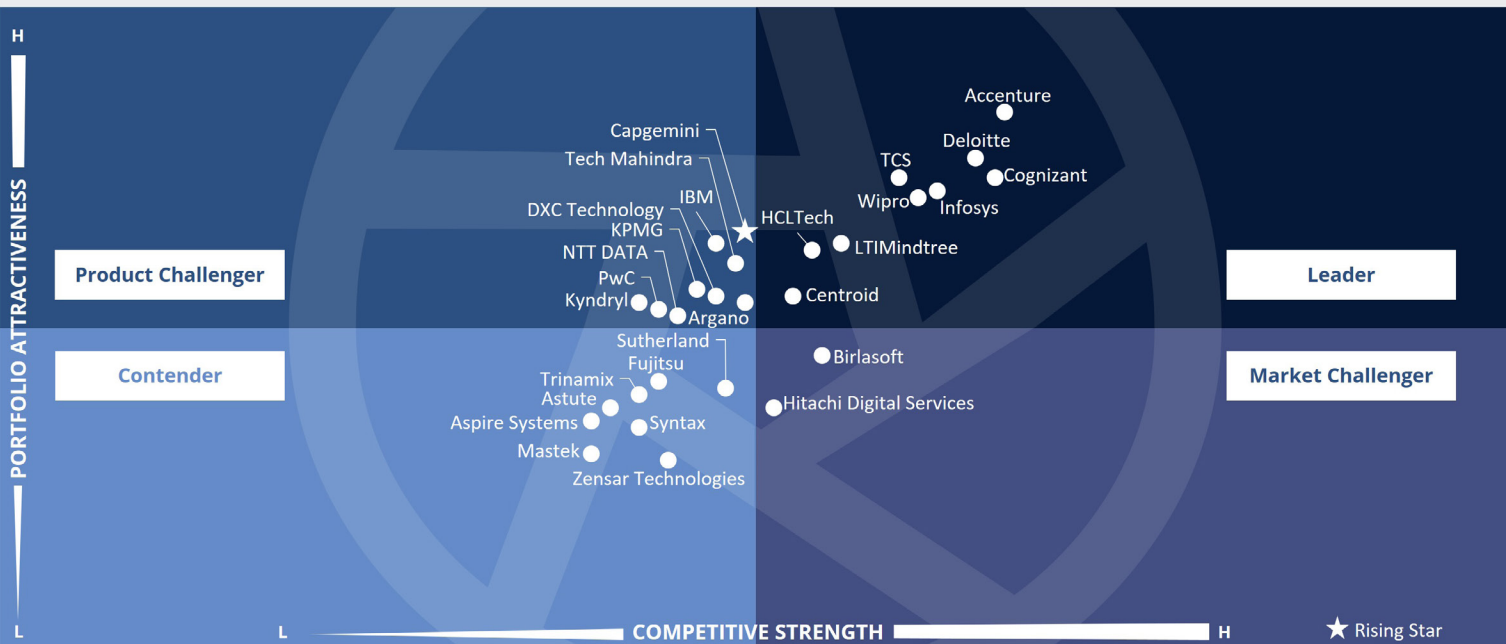 H
Accenture
Capgemini
Deloitte
Tech Mahindra
TCS
Cognizant
IBM
Wipro
Infosys
DXC Technology
HCLTech
KPMG
LTIMindtree
NTT DATA
Product Challenger
Leader
PwC
Kyndryl
Centroid
Argano
PORTFOLIO ATTRACTIVENESS
Sutherland
Birlasoft
Fujitsu
Contender
Market Challenger
Trinamix
Astute
Hitachi Digital Services
Aspire Systems
Syntax
Mastek
Zensar Technologies
L
L
COMPETITIVE STRENGTH
H
Rising Star